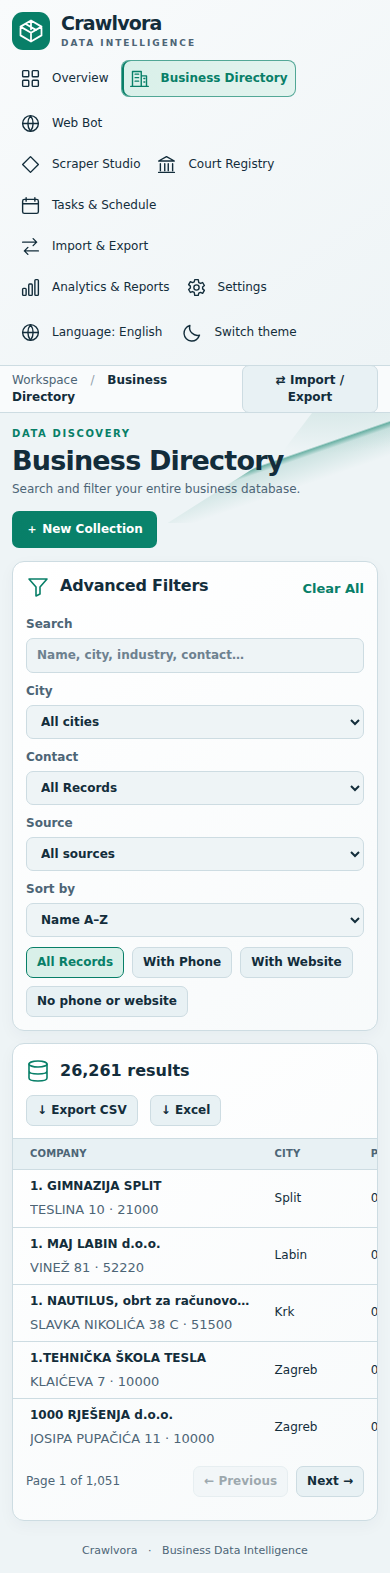 Crawlvora
DATA INTELLIGENCE
Overview Business Directory
Web Bot
Scraper Studio Court Registry
Tasks & Schedule
Import & Export
Analytics & Reports Settings
Language: English Switch theme
Workspace / Business
Directory
⇄ Import /
Export
DATA DISCOVERY
Business Directory
Search and filter your entire business database.
+ New Collection
Advanced Filters Clear All
Search
Name, city, industry, contact…
City
All cities
Contact
All Records
Source
All sources
Sort by
Name A–Z
All Records With Phone With Website
No phone or website
26,261 results
↓ Export CSV ↓ Excel
COMPANY CITY P
1. GIMNAZIJA SPLIT
TESLINA 10 · 21000 Split 0
1. MAJ LABIN d.o.o.
VINEŽ 81 · 52220 Labin 0
1. NAUTILUS, obrt za računovo…
SLAVKA NIKOLIĆA 38 C · 51500 Krk 0
1.TEHNIČKA ŠKOLA TESLA
KLAIĆEVA 7 · 10000 Zagreb 0
1000 RJEŠENJA d.o.o.
JOSIPA PUPAČIĆA 11 · 10000 Zagreb 0
Page 1 of 1,051 ← Previous Next →
Crawlvora · Business Data Intelligence